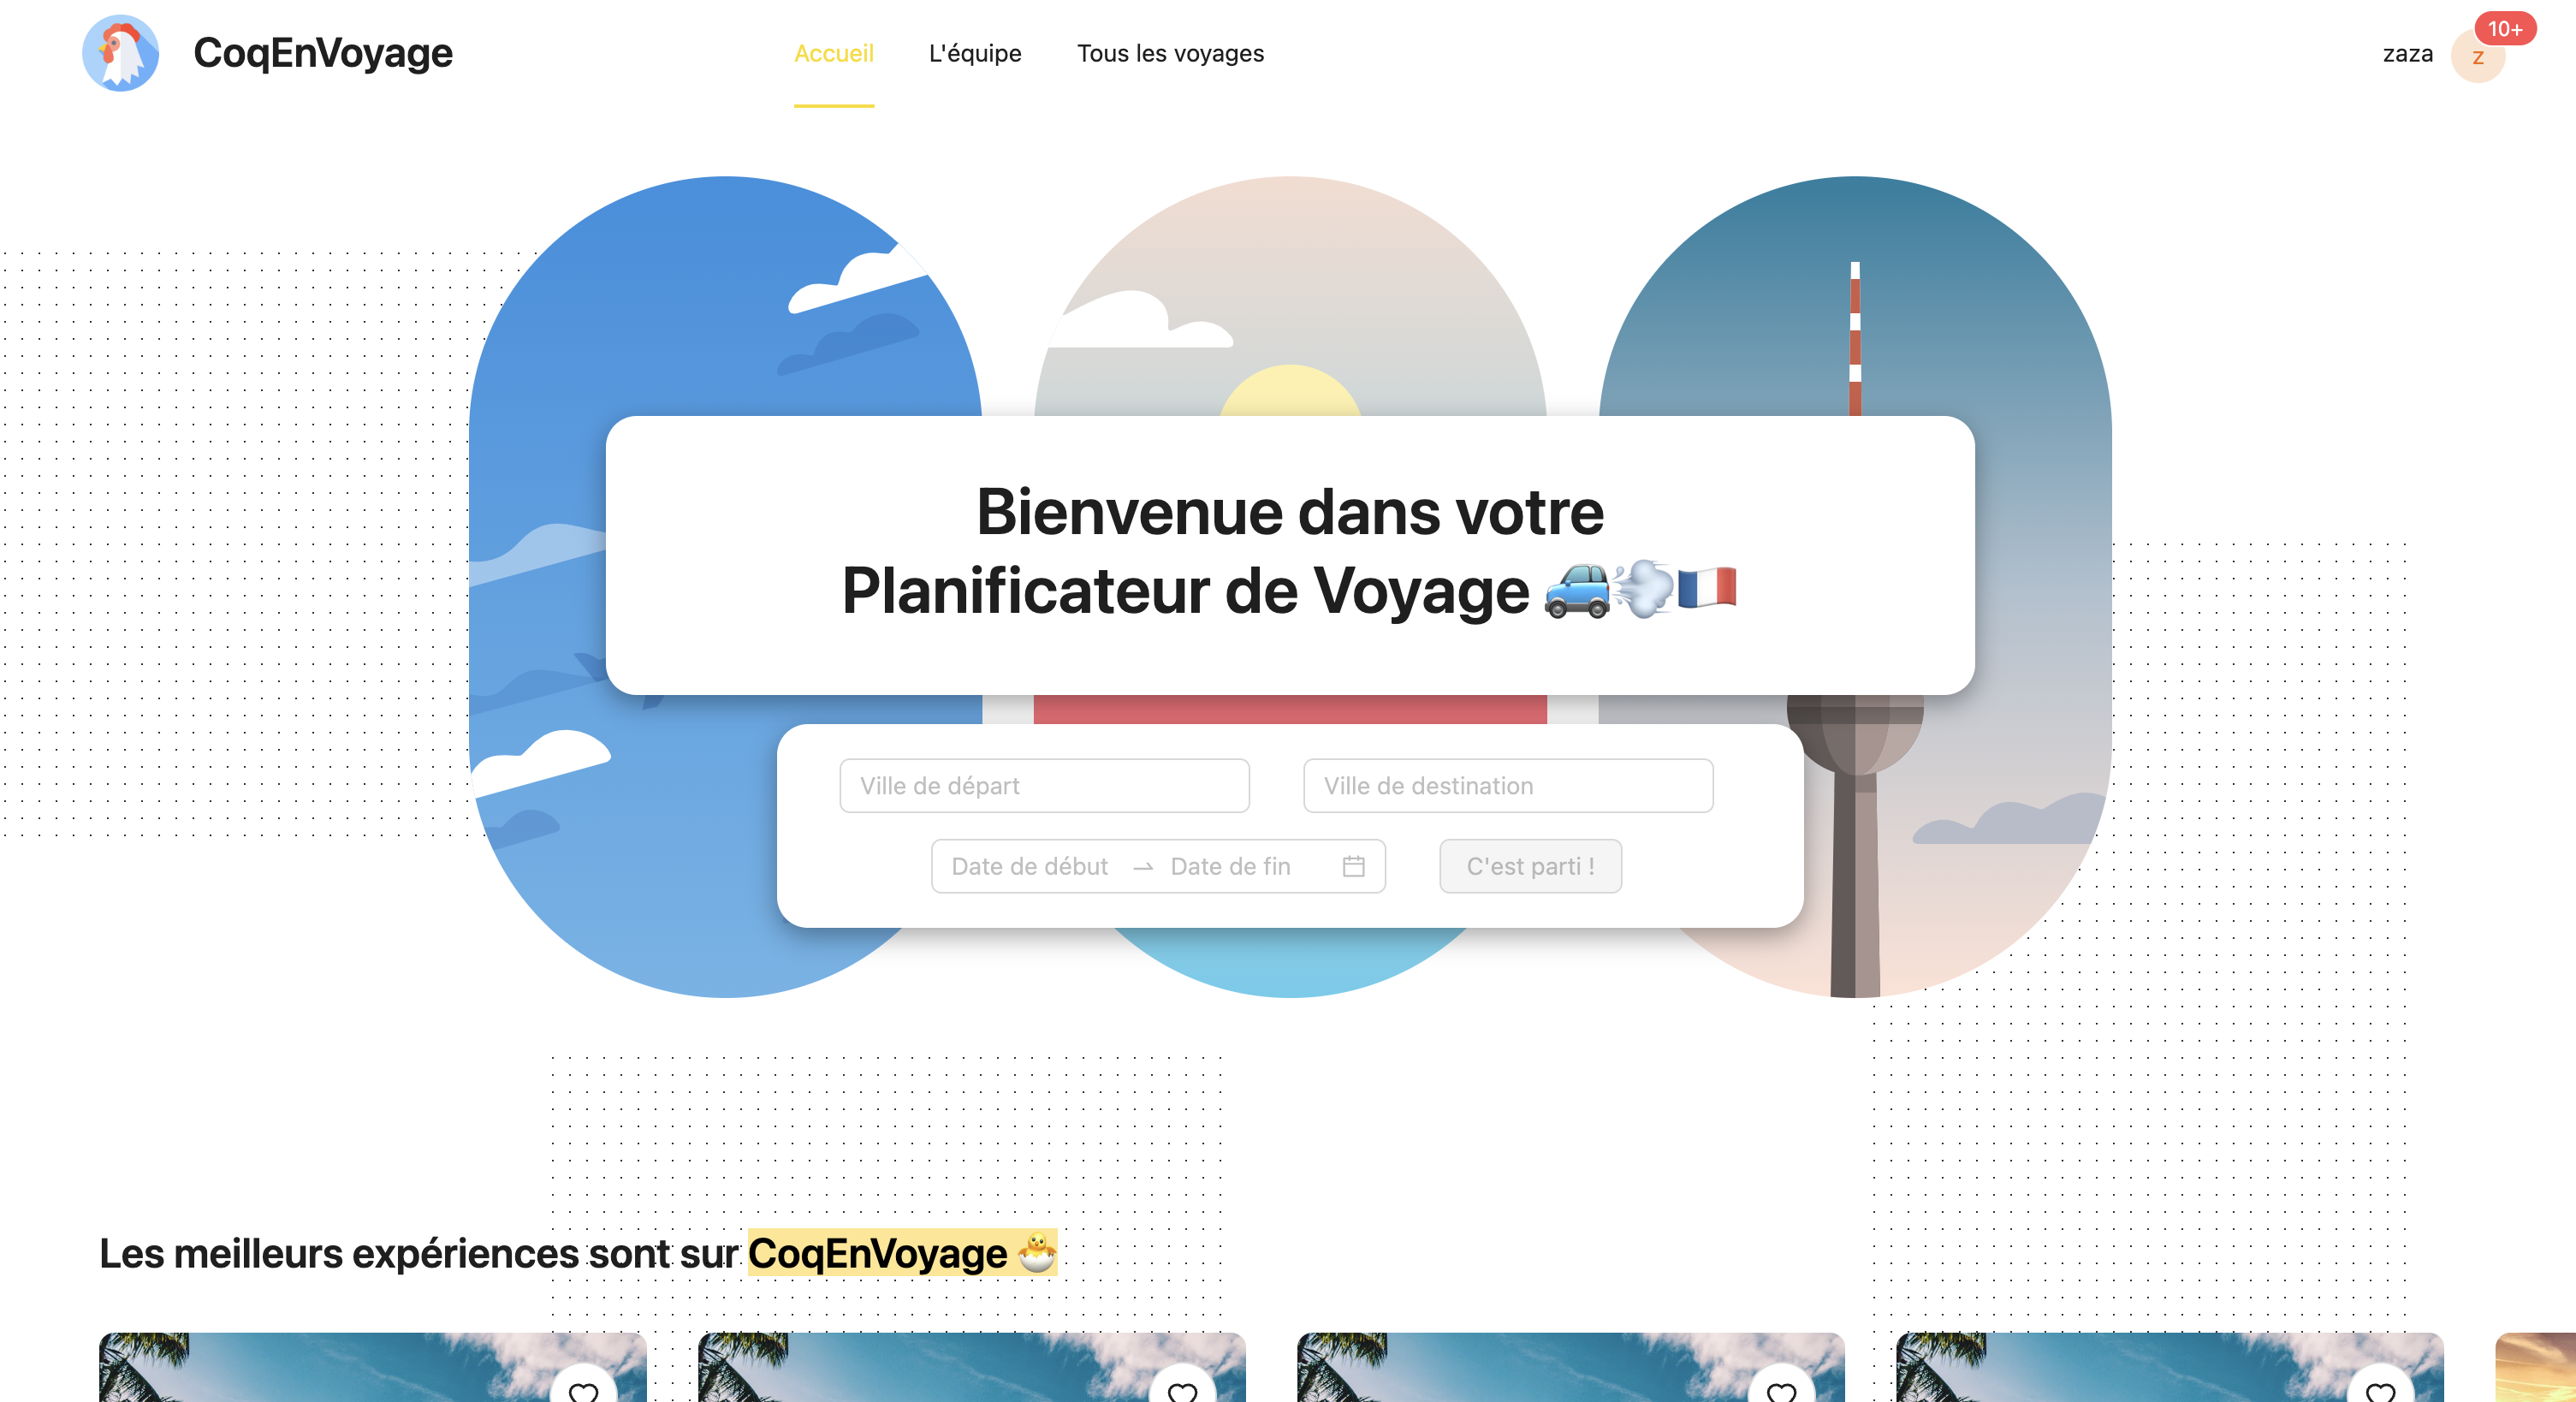 CoqEnVoyage
Accueil
L'équipe
Tous les voyages
zaza
10+
z
Bienvenue dans votre
Planificateur de Voyage 🚙💨🇫🇷
Ville de départ
Ville de destination
Date de début → Date de fin
C'est parti !
Les meilleurs expériences sont sur CoqEnVoyage 🐣